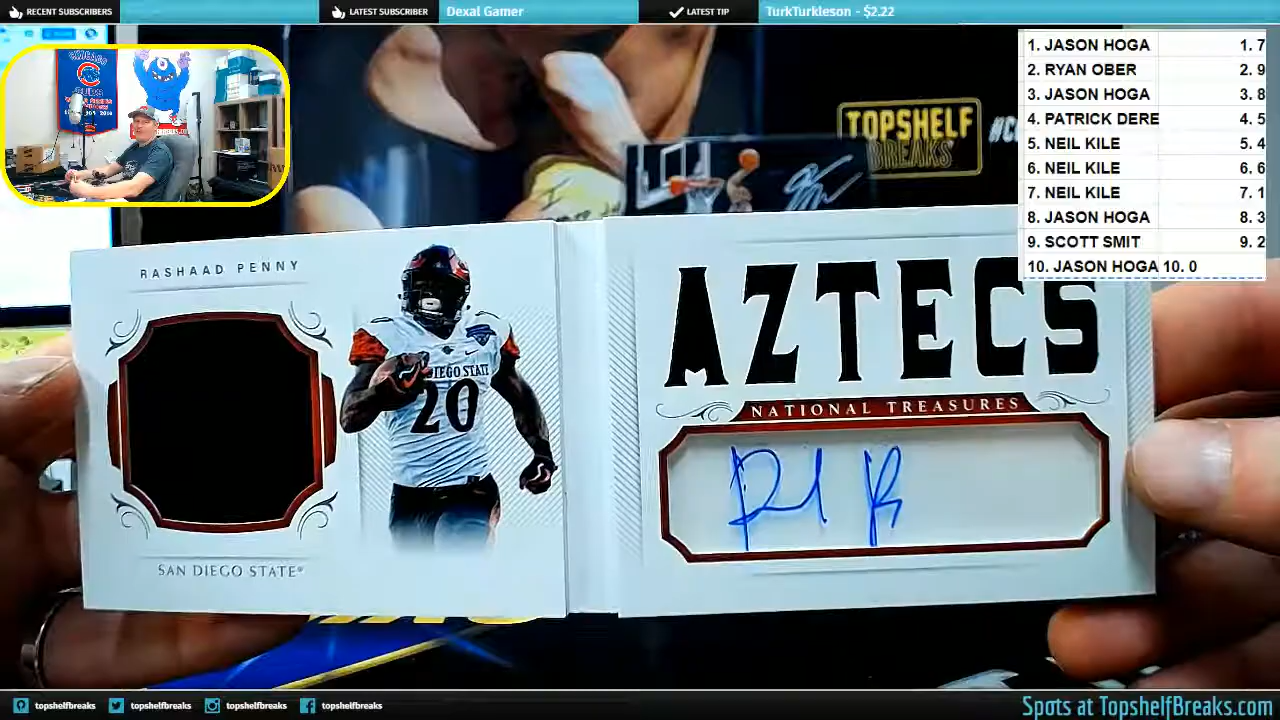 RECENT SUBSCRIBERS
LATEST SUBSCRIBER
Dexal Gamer
LATEST TIP
TurkTurkleson - $2.22
1. JASON HOGA 1. 7
2. RYAN OBER 2. 9
3. JASON HOGA 3. 8
4. PATRICK DERE 4. 5
5. NEIL KILE 5. 4
6. NEIL KILE 6. 6
7. NEIL KILE 7. 1
8. JASON HOGA 8. 3
9. SCOTT SMIT 9. 2
10. JASON HOGA 10. 0
CHICAGO
CUBS
TOPSHELF
BREAKS
RASHAAD PENNY
DIEGO STATE
20
SAN DIEGO STATE
AZTECS
NATIONAL TREASURES
topshelfbreaks
topshelfbreaks
topshelfbreaks
topshelfbreaks
Spots at TopshelfBreaks.com